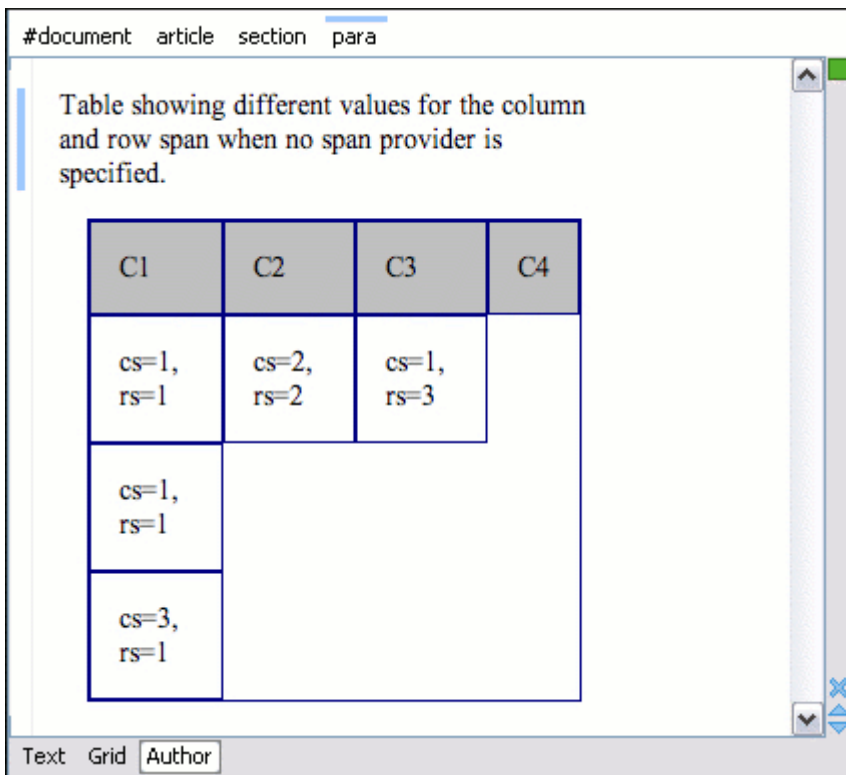 #document article section para
Table showing different values for the column
and row span when no span provider is
specified.
C1 C2 C3 C4
cs=1, cs=2, cs=1,
rs=1 rs=2 rs=3
cs=1,
rs=1
cs=3,
rs=1
Text Grid Author